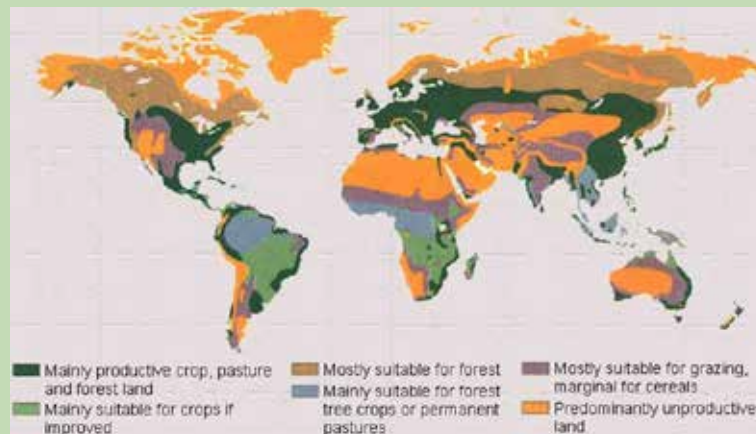 Mainly productive crop, pasture
and forest land
Mainly suitable for crops if
improved
Mostly suitable for forest
Mainly suitable for forest
tree crops or permanent
pastures
Mostly suitable for grazing,
marginal for cereals
Predominantly unproductive
land